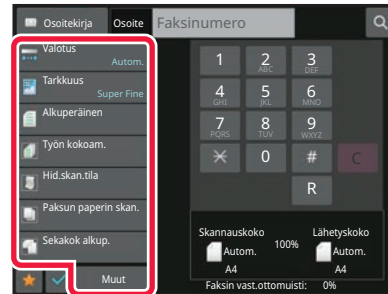 Osoitekirja Osoite Faksinumero
Valotus
Autom.
Tarkkuus
Super Fine
Alkuperäinen
Työn kokoam.
Hid.skan.tila
Paksun paperin skan.
Sekakok alkup.
Muut
1 2 3
ABC DEF
4 5 6
GHI JKL MNO
7 8 9
PQRS TUV WXYZ
0 # C
R
Skannauskoko Lähetyskoko
Autom. 100% Autom.
A4 A4
Faksin vast.ottomuisti: 0%